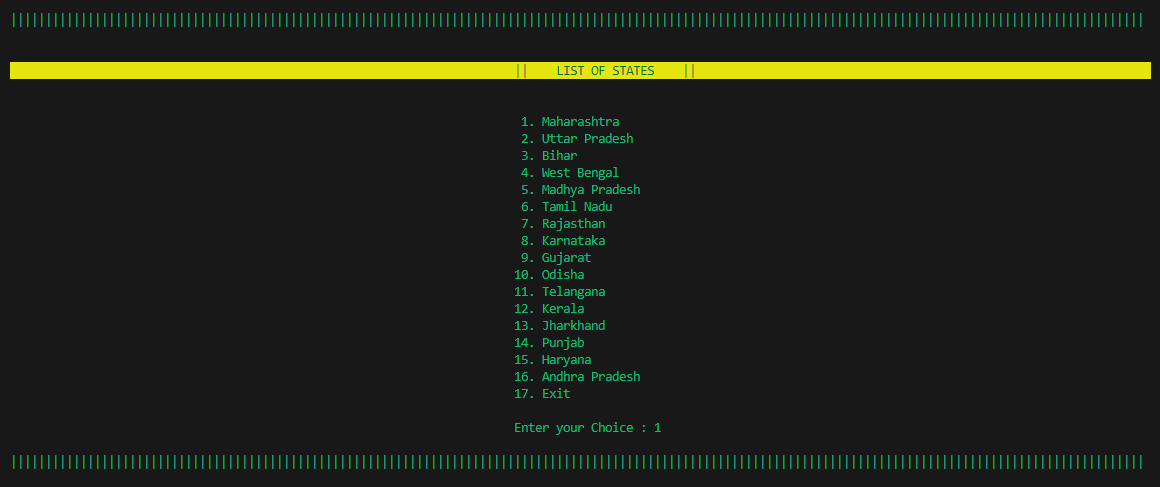 ||||||||||||||||||||||||||||||||||||||||||||||||||||||||||||||||||||||||||||||||||||||||||||||||||||||||||||||||||||||||||||||||||||||||||||||||||||||||||||||||||
|| LIST OF STATES ||
1. Maharashtra
2. Uttar Pradesh
3. Bihar
4. West Bengal
5. Madhya Pradesh
6. Tamil Nadu
7. Rajasthan
8. Karnataka
9. Gujarat
10. Odisha
11. Telangana
12. Kerala
13. Jharkhand
14. Punjab
15. Haryana
16. Andhra Pradesh
17. Exit
Enter your Choice : 1
||||||||||||||||||||||||||||||||||||||||||||||||||||||||||||||||||||||||||||||||||||||||||||||||||||||||||||||||||||||||||||||||||||||||||||||||||||||||||||||||||